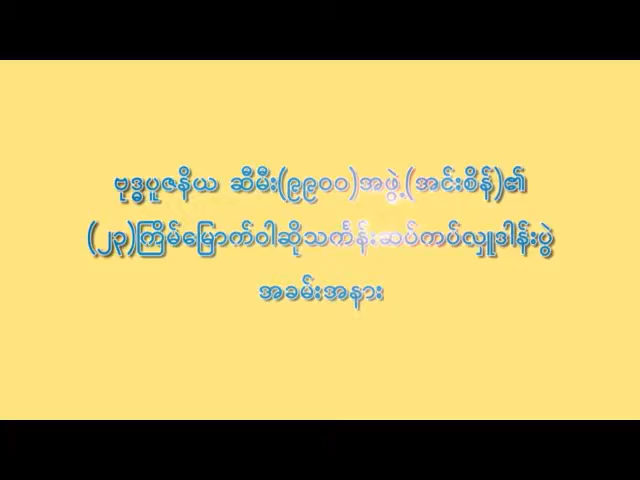 ဗုဒ္ဓပူဇနိယ ဆီမီး(၉၉၀၀)အဖွဲ့(အင်းစိန်)၏
(၂၃)ကြိမ်မြောက်ဝါဆိုသင်္ကန်းဆပ်ကပ်လှူဒါန်းပွဲ
အခမ်းအနား